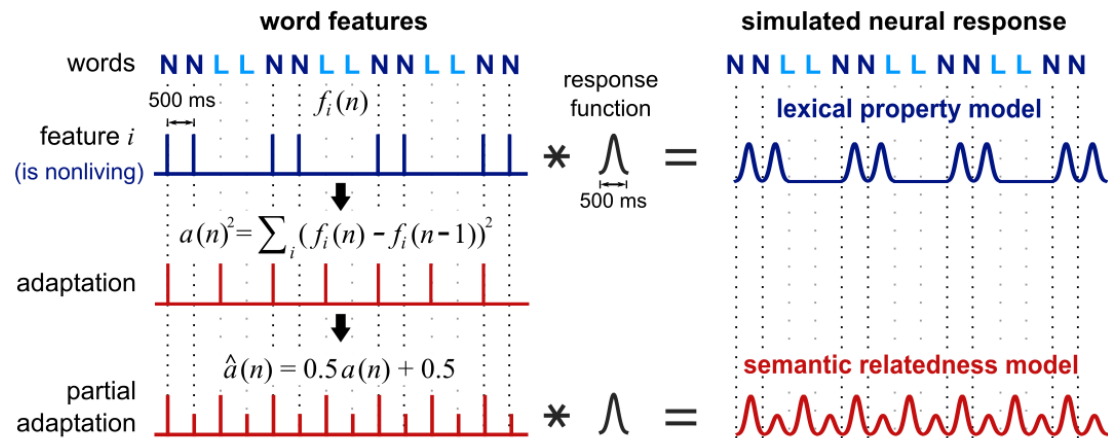 word features
simulated neural response
words
N N L L N N L L N N L L N N
N N L L N N L L N N L L N N
500 ms
f_i(n)
response
function
lexical property model
feature i
(is nonliving)
*
=
500 ms
a(n)² = ∑_i (f_i(n) − f_i(n−1))²
adaptation
â(n) = 0.5 a(n) + 0.5
semantic relatedness model
partial
adaptation
*
=